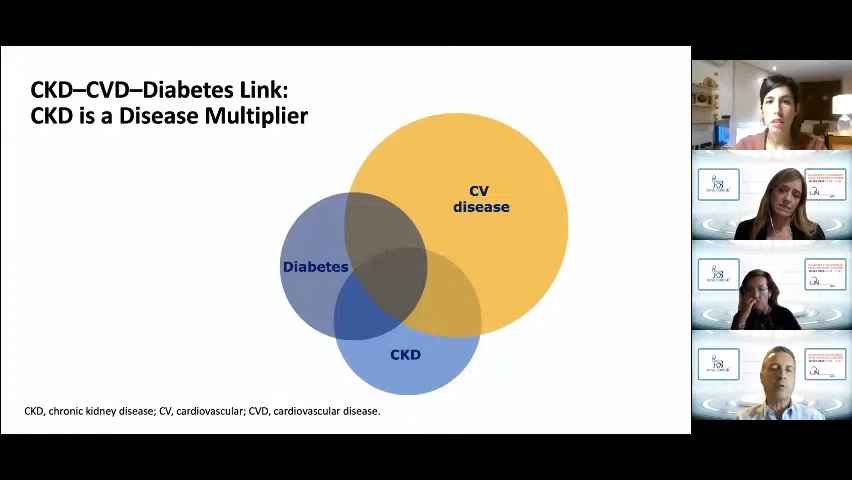 CKD–CVD–Diabetes Link:
CKD is a Disease Multiplier
CV
disease
Diabetes
CKD
CKD, chronic kidney disease; CV, cardiovascular; CVD, cardiovascular disease.